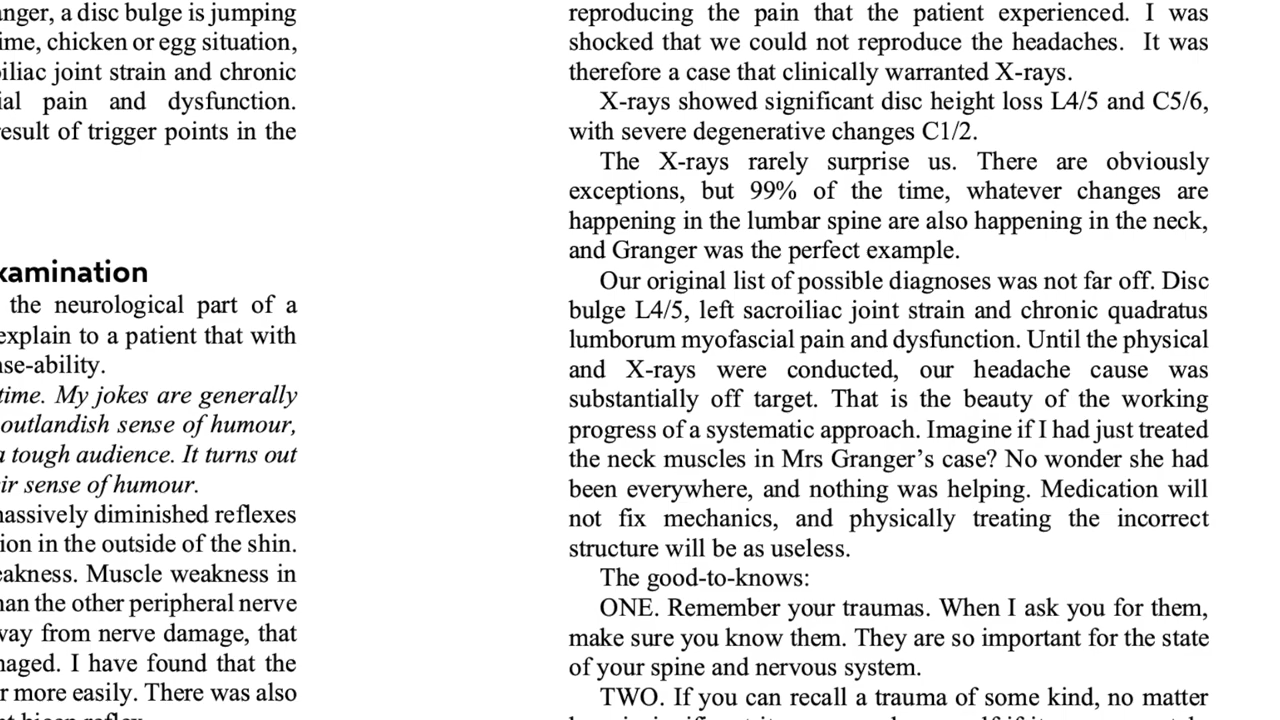 anger, a disc bulge is jumping
ime, chicken or egg situation,
iliac joint strain and chronic
ial pain and dysfunction.
result of trigger points in the
xamination
the neurological part of a
explain to a patient that with
nse-ability.
time. My jokes are generally
outlandish sense of humour,
a tough audience. It turns out
eir sense of humour.
massively diminished reflexes
ion in the outside of the shin.
eakness. Muscle weakness in
han the other peripheral nerve
way from nerve damage, that
naged. I have found that the
r more easily. There was also
reproducing the pain that the patient experienced. I was
shocked that we could not reproduce the headaches. It was
therefore a case that clinically warranted X-rays.
X-rays showed significant disc height loss L4/5 and C5/6,
with severe degenerative changes C1/2.
The X-rays rarely surprise us. There are obviously
exceptions, but 99% of the time, whatever changes are
happening in the lumbar spine are also happening in the neck,
and Granger was the perfect example.
Our original list of possible diagnoses was not far off. Disc
bulge L4/5, left sacroiliac joint strain and chronic quadratus
lumborum myofascial pain and dysfunction. Until the physical
and X-rays were conducted, our headache cause was
substantially off target. That is the beauty of the working
progress of a systematic approach. Imagine if I had just treated
the neck muscles in Mrs Granger’s case? No wonder she had
been everywhere, and nothing was helping. Medication will
not fix mechanics, and physically treating the incorrect
structure will be as useless.
The good-to-knows:
ONE. Remember your traumas. When I ask you for them,
make sure you know them. They are so important for the state
of your spine and nervous system.
TWO. If you can recall a trauma of some kind, no matter